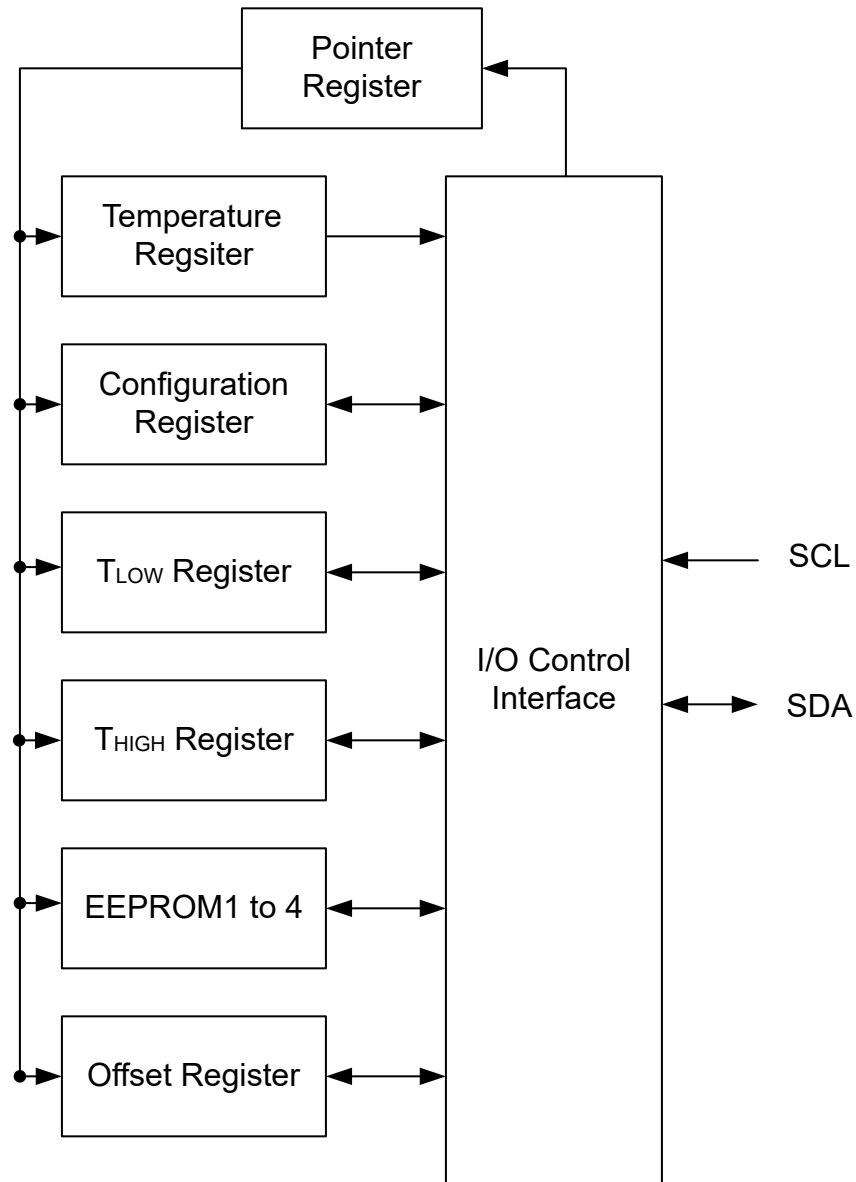 Pointer
Register
Temperature
Regsiter
Configuration
Register
TLOW Register
SCL
I/O Control
Interface
SDA
THIGH Register
EEPROM1 to 4
Offset Register